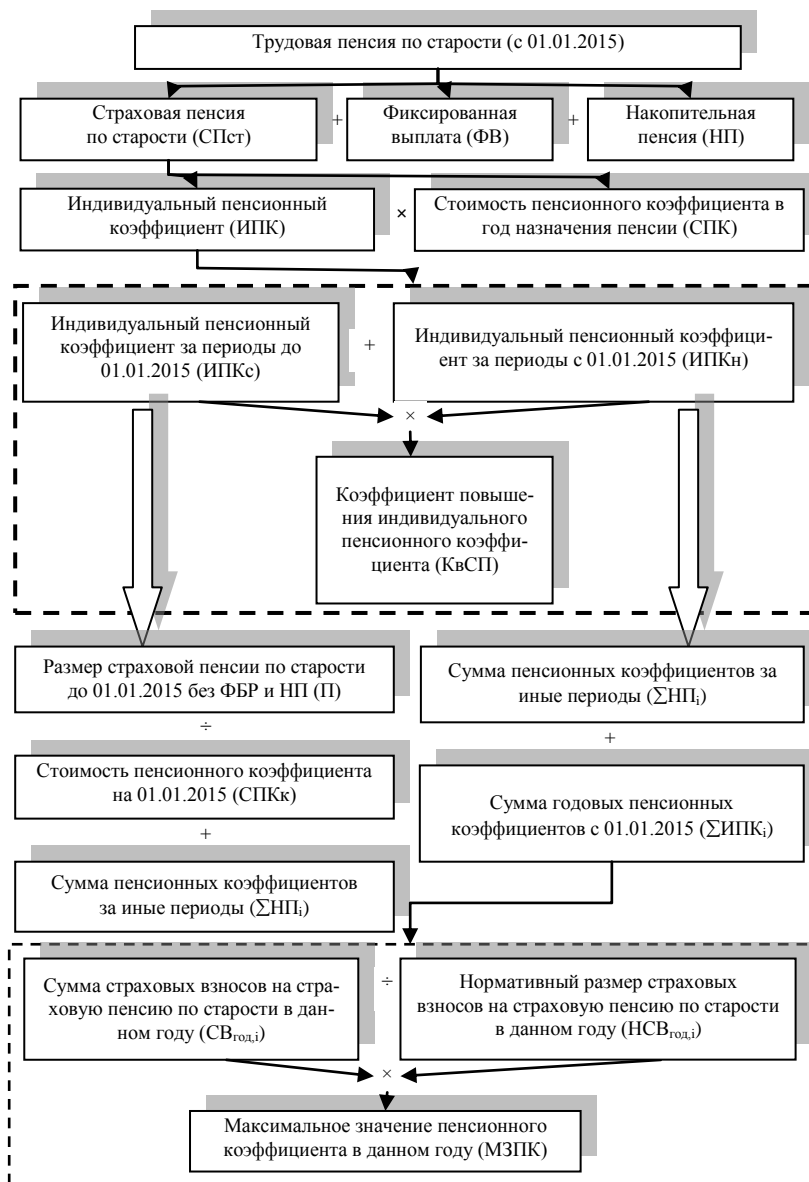 Трудовая пенсия по старости (с 01.01.2015)
Страховая пенсия
по старости (СПст)
+
Фиксированная
выплата (ФВ)
+
Накопительная
пенсия (НП)
Индивидуальный пенсионный
коэффициент (ИПК)
×
Стоимость пенсионного коэффициента в
год назначения пенсии (СПК)
Индивидуальный пенсионный
коэффициент за периоды до
01.01.2015 (ИПКс)
+
Индивидуальный пенсионный коэффици-
ент за периоды с 01.01.2015 (ИПКн)
×
Коэффициент повыше-
ния индивидуального
пенсионного коэффи-
циента (КвСП)
Размер страховой пенсии по старости
до 01.01.2015 без ФБР и НП (П)
÷
Стоимость пенсионного коэффициента
на 01.01.2015 (СПКк)
+
Сумма пенсионных коэффициентов
за иные периоды (∑НПi)
Сумма пенсионных коэффициентов за
иные периоды (∑НПi)
+
Сумма годовых пенсионных
коэффициентов с 01.01.2015 (∑ИПКi)
Сумма страховых взносов на стра-
ховую пенсию по старости в дан-
ном году (СВгод,i)
÷
Нормативный размер страховых
взносов на страховую пенсию по старости
в данном году (НСВгод,i)
×
Максимальное значение пенсионного
коэффициента в данном году (МЗПК)